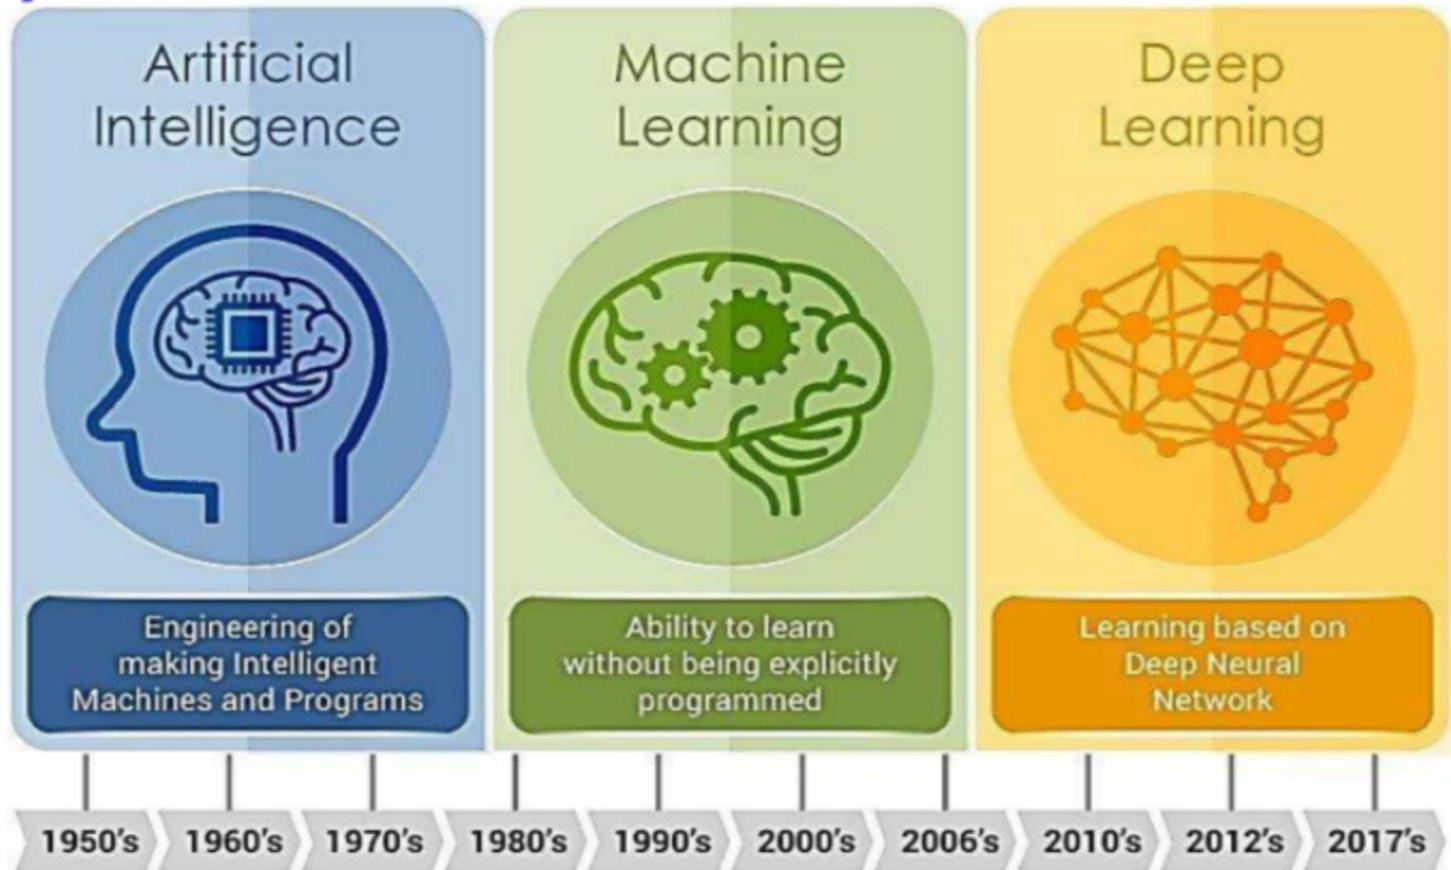 Artificial
Intelligence
Engineering of
making Intelligent
Machines and Programs
Machine
Learning
Ability to learn
without being explicitly
programmed
Deep
Learning
Learning based on
Deep Neural
Network
1950's 1960's 1970's 1980's 1990's 2000's 2006's 2010's 2012's 2017's